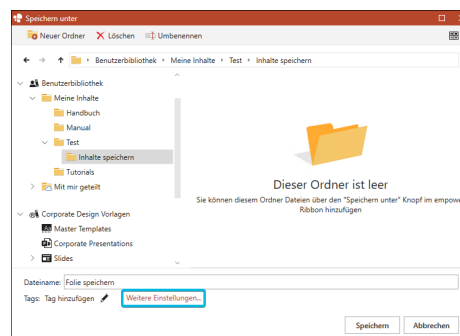 Speichern unter
Neuer Ordner Löschen Umbenennen
Benutzerbibliothek Meine Inhalte Test Inhalte speichern
Benutzerbibliothek
Meine Inhalte
Handbuch
Manual
Test
Inhalte speichern
Tutorials
Mit mir geteilt
Corporate Design Vorlagen
Master Templates
Corporate Presentations
Slides
Dieser Ordner ist leer
Sie können diesem Ordner Dateien über den "Speichern unter" Knopf im empowe
Ribbon hinzufügen
Dateiname: Folie speichern
Tags: Tag hinzufügen Weitere Einstellungen...
Speichern Abbrechen